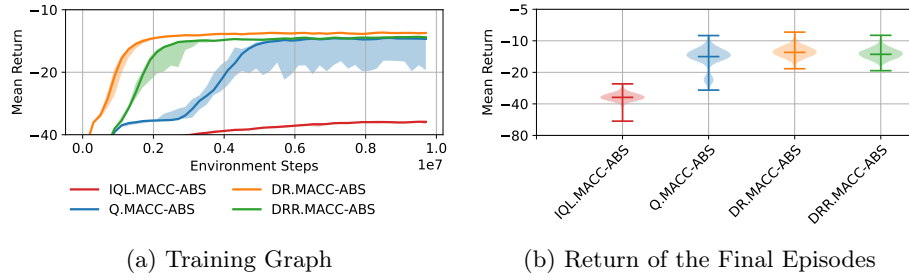 Mean Return
−10
−20
−40
0.0
0.2
0.4
0.6
0.8
1.0
1e7
Environment Steps
IQL.MACC-ABS
DR.MACC-ABS
Q.MACC-ABS
DRR.MACC-ABS
(a) Training Graph
Mean Return
−5
−10
−20
−40
−80
IQL.MACC-ABS
Q.MACC-ABS
DR.MACC-ABS
DRR.MACC-ABS
(b) Return of the Final Episodes